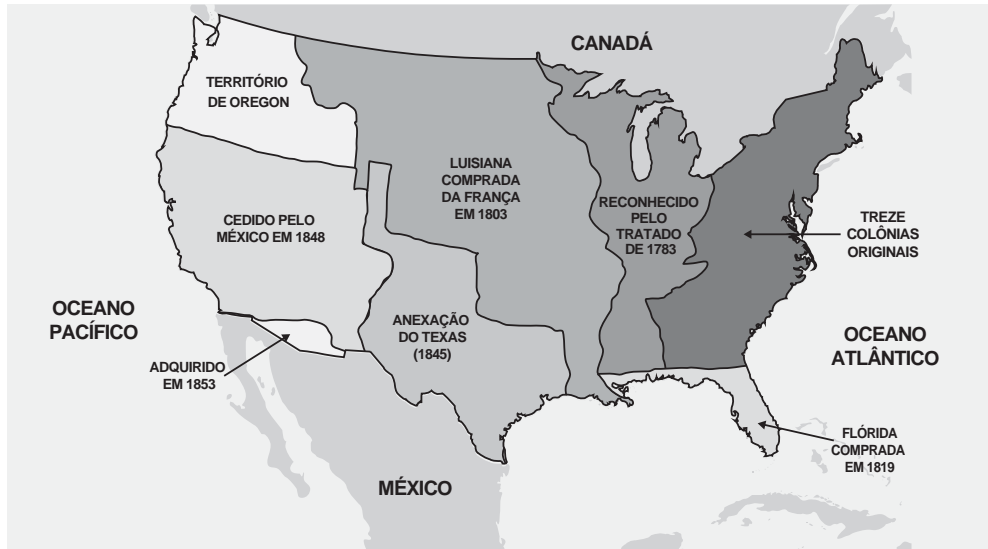 CANADÁ
TERRITÓRIO
DE OREGON
LUISIANA
COMPRADA
DA FRANÇA
EM 1803
RECONHECIDO
PELO
TRATADO
DE 1783
CEDIDO PELO
MÉXICO EM 1848
TREZE
COLÔNIAS
ORIGINAIS
OCEANO
PACÍFICO
ANEXAÇÃO
DO TEXAS
(1845)
OCEANO
ATLÂNTICO
ADQUIRIDO
EM 1853
FLÓRIDA
COMPRADA
EM 1819
MÉXICO